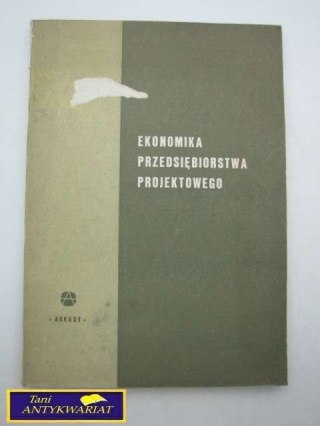 EKONOMIKA
PRZEDSIĘBIORSTWA
PROJEKTOWEGO
• ARKADY •
Tani
ANTYKWARIAT